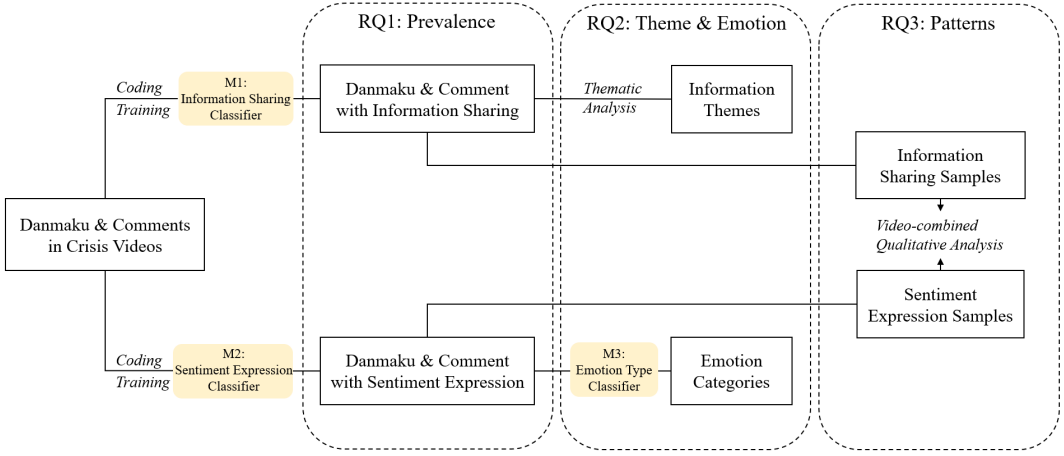 RQ1: Prevalence
RQ2: Theme & Emotion
RQ3: Patterns
Coding
Training
M1:
Information Sharing
Classifier
Danmaku & Comment
with Information Sharing
Thematic
Analysis
Information
Themes
Information
Sharing Samples
Danmaku & Comments
in Crisis Videos
Video-combined
Qualitative Analysis
Sentiment
Expression Samples
Coding
Training
M2:
Sentiment Expression
Classifier
Danmaku & Comment
with Sentiment Expression
M3:
Emotion Type
Classifier
Emotion
Categories